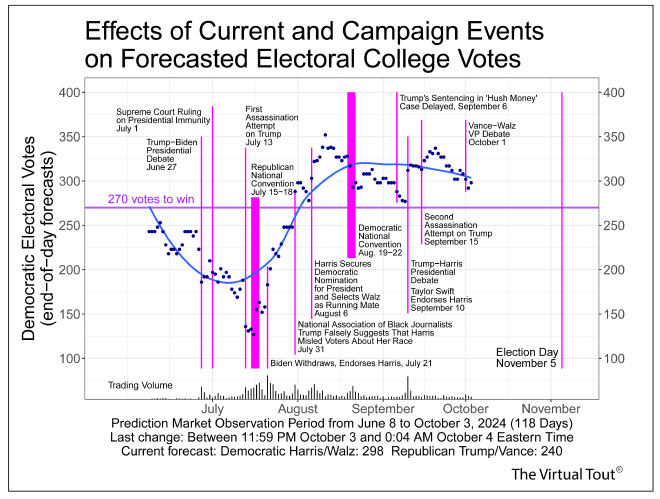 Effects of Current and Campaign Events
on Forecasted Electoral College Votes
Democratic Electoral Votes
(end−of−day forecasts)
400
350
300
250
200
150
100
400
350
300
250
200
150
100
Supreme Court Ruling
on Presidential Immunity
July 1
Trump−Biden
Presidential
Debate
June 27
First
Assassination
Attempt
on Trump
July 13
Republican
National
Convention
July 15−18
270 votes to win
Trump's Sentencing in 'Hush Money'
Case Delayed, September 6
Vance−Walz
VP Debate
October 1
Democratic
National
Convention
Aug. 19−22
Second
Assassination
Attempt on Trump
September 15
Harris Secures
Democratic
Nomination
for President
and Selects Walz
as Running Mate
August 6
Trump−Harris
Presidential
Debate
Taylor Swift
Endorses Harris
September 10
National Association of Black Journalists
Trump Falsely Suggests That Harris
Misled Voters About Her Race
July 31
Biden Withdraws, Endorses Harris, July 21
Election Day
November 5
Trading Volume
July
August
September
October
November
Prediction Market Observation Period from June 8 to October 3, 2024 (118 Days)
Last change: Between 11:59 PM October 3 and 0:04 AM October 4 Eastern Time
Current forecast: Democratic Harris/Walz: 298 Republican Trump/Vance: 240
The Virtual Tout®